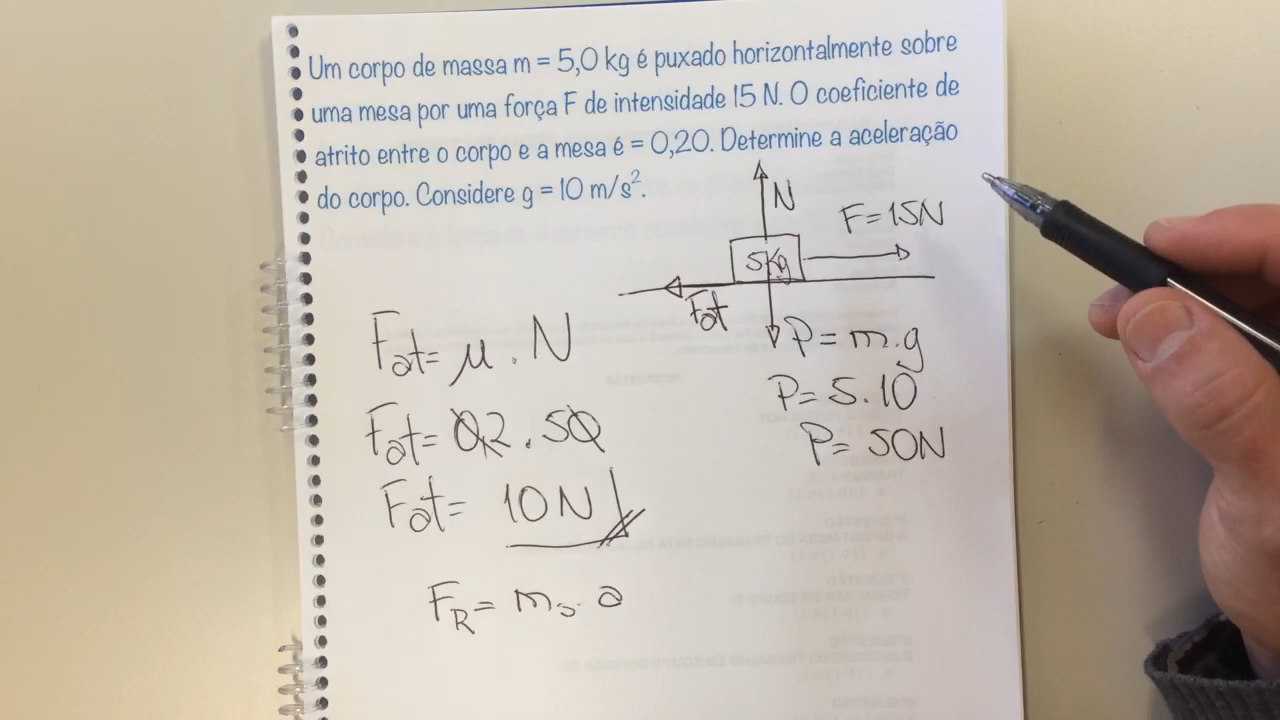 Um corpo de massa m = 5,0 kg é puxado horizontalmente sobre
uma mesa por uma força F de intensidade 15 N. O coeficiente de
atrito entre o corpo e a mesa é = 0,20. Determine a aceleração
do corpo. Considere g = 10 m/s².
N
F=15N
5kg
Fat
P= m.g
P= 5.10
P= 50N
Fat= μ . N
Fat= 0,2 . 50
Fat= 10N
FR= m . a